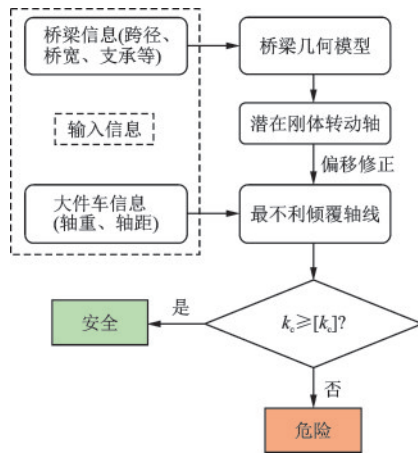 桥梁信息(跨径、
桥宽、支承等)
桥梁几何模型
输入信息
潜在刚体转动轴
偏移修正
大件车信息
(轴重、轴距)
最不利倾覆轴线
安全
是
kc≥[kc]?
否
危险